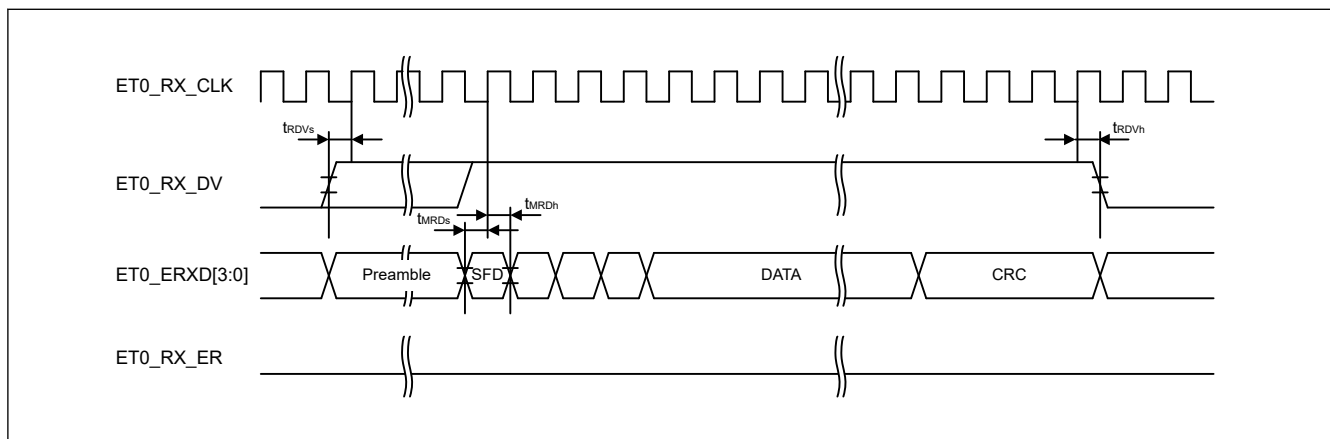 ET0_RX_CLK
tRDVs
tRDVh
ET0_RX_DV
tMRDs
tMRDh
ET0_ERXD[3:0]
Preamble
SFD
DATA
CRC
ET0_RX_ER